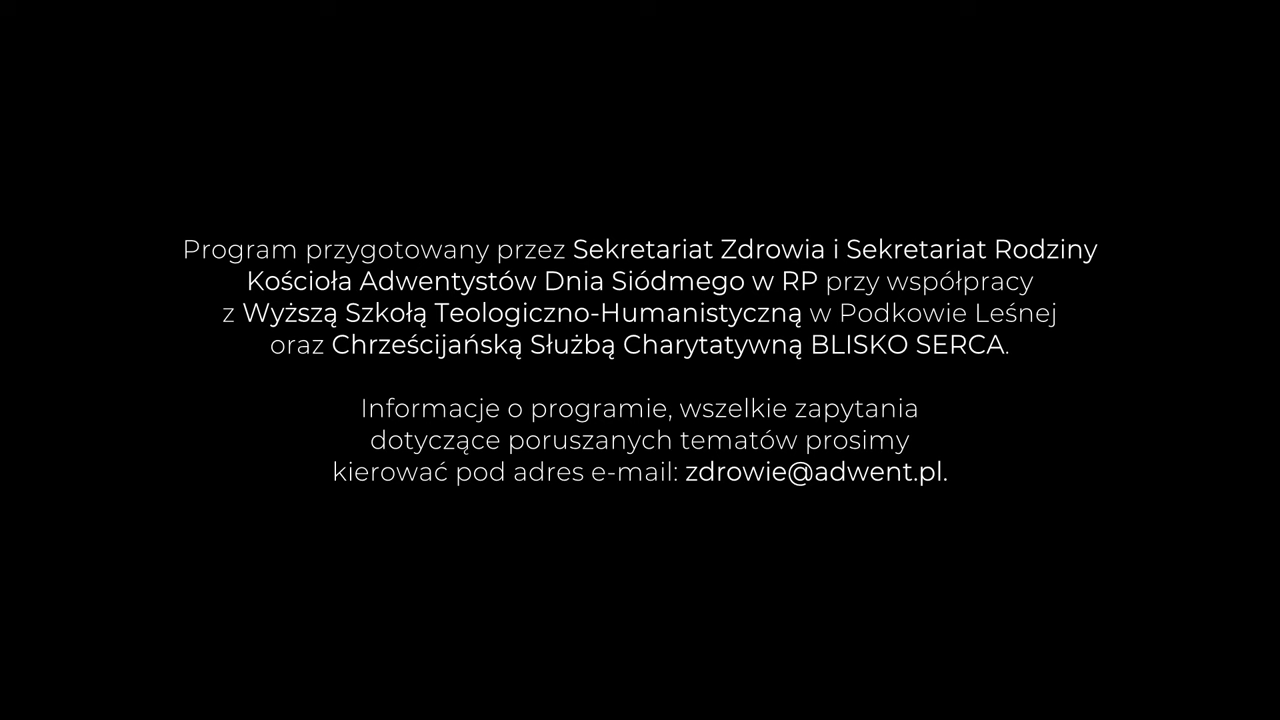 Program przygotowany przez Sekretariat Zdrowia i Sekretariat Rodziny
Kościoła Adwentystów Dnia Siódmego w RP przy współpracy
z Wyższą Szkołą Teologiczno-Humanistyczną w Podkowie Leśnej
oraz Chrześcijańską Służbą Charytatywną BLISKO SERCA.
Informacje o programie, wszelkie zapytania
dotyczące poruszanych tematów prosimy
kierować pod adres e-mail: zdrowie@adwent.pl.